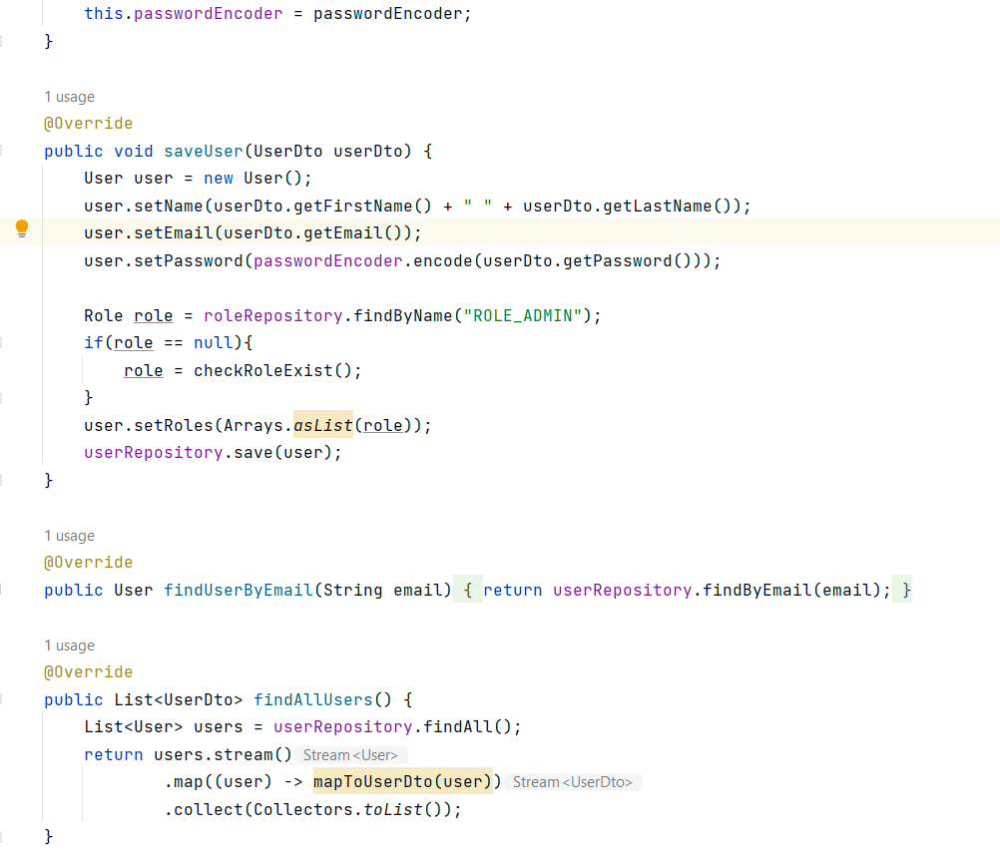 this.passwordEncoder = passwordEncoder;
}
1 usage
@Override
public void saveUser(UserDto userDto) {
User user = new User();
user.setName(userDto.getFirstName() + " " + userDto.getLastName());
user.setEmail(userDto.getEmail());
user.setPassword(passwordEncoder.encode(userDto.getPassword()));
Role role = roleRepository.findByName("ROLE_ADMIN");
if(role == null){
role = checkRoleExist();
}
user.setRoles(Arrays.asList(role));
userRepository.save(user);
}
1 usage
@Override
public User findUserByEmail(String email) { return userRepository.findByEmail(email); }
1 usage
@Override
public List<UserDto> findAllUsers() {
List<User> users = userRepository.findAll();
return users.stream() Stream<User>
.map((user) -> mapToUserDto(user)) Stream<UserDto>
.collect(Collectors.toList());
}